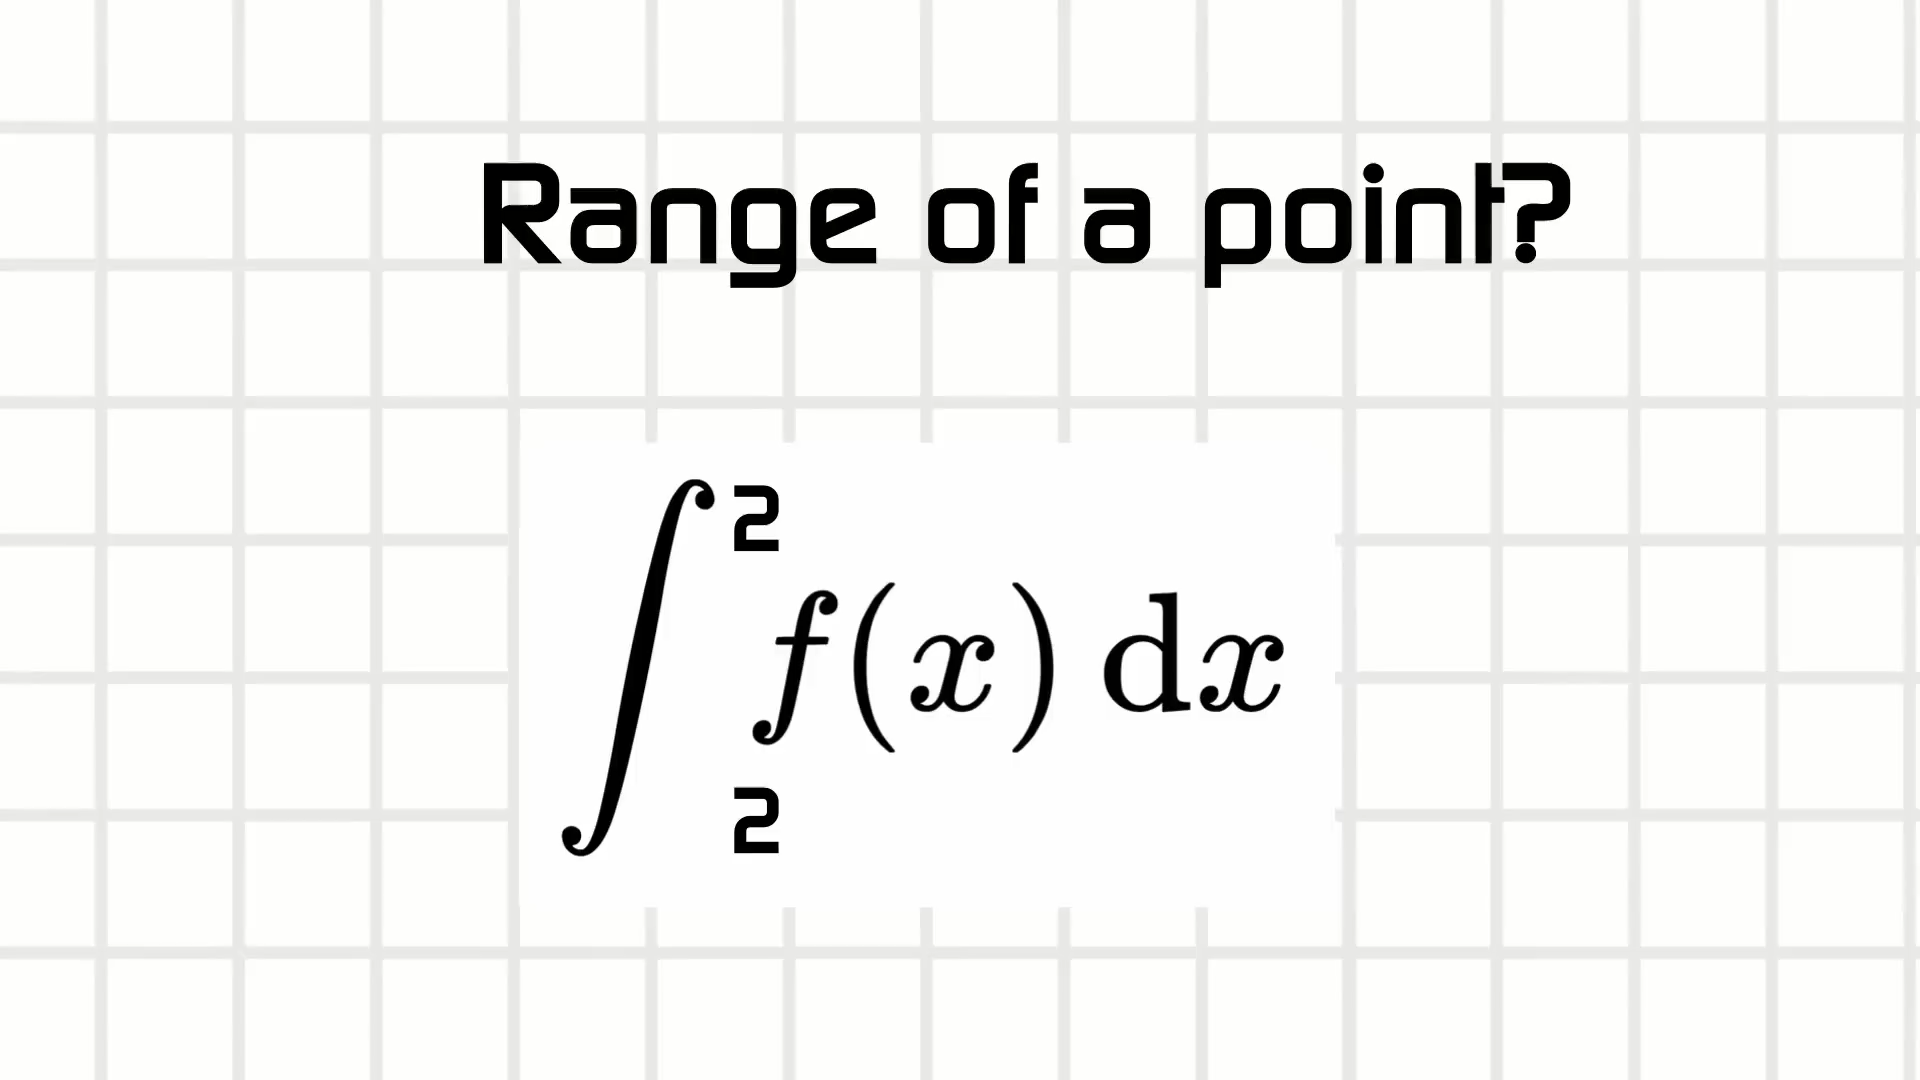 Range of a point?
∫₂² f(x) dx